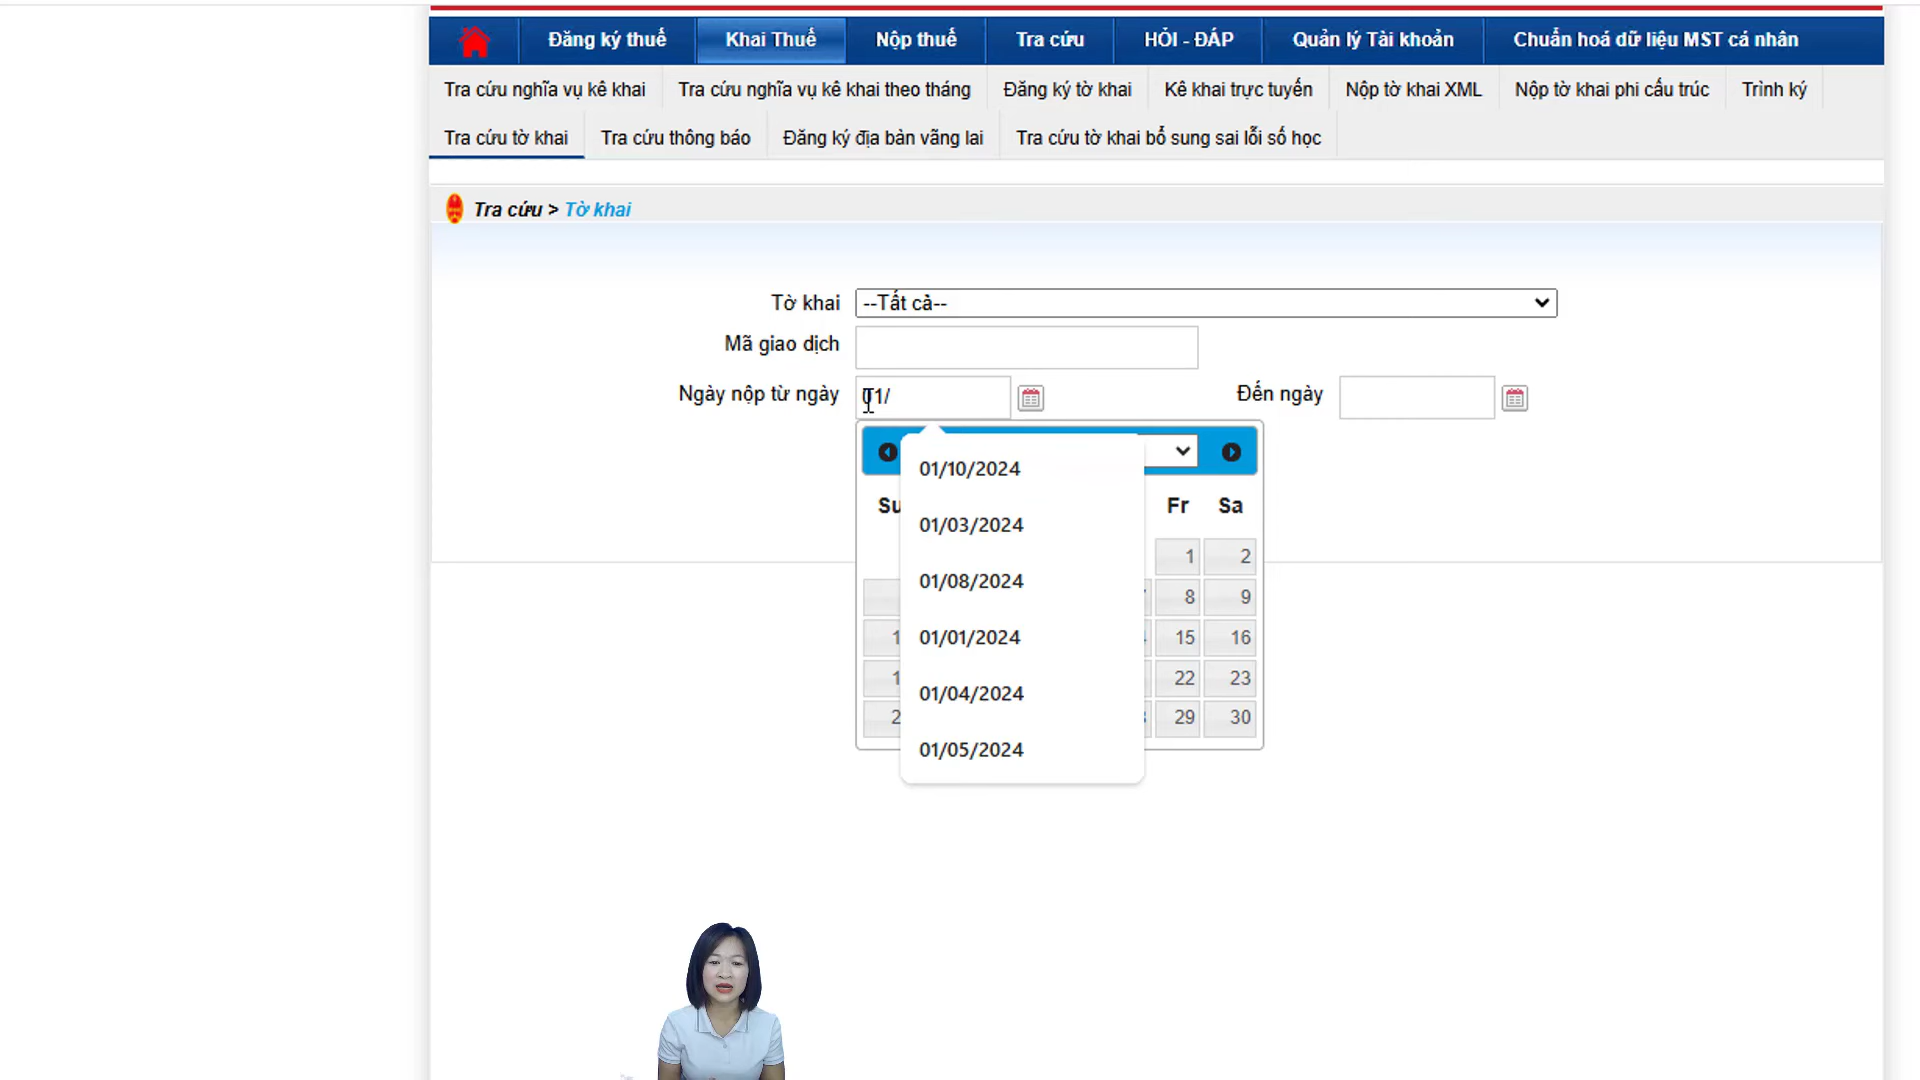 Đăng ký thuế Khai Thuế Nộp thuế Tra cứu HỎI - ĐÁP Quản lý Tài khoản Chuẩn hoá dữ liệu MST cá nhân
Tra cứu nghĩa vụ kê khai Tra cứu nghĩa vụ kê khai theo tháng Đăng ký tờ khai Kê khai trực tuyến Nộp tờ khai XML Nộp tờ khai phi cấu trúc Trình ký
Tra cứu tờ khai Tra cứu thông báo Đăng ký địa bàn vãng lai Tra cứu tờ khai bổ sung sai lỗi số học
Tra cứu > Tờ khai
Tờ khai --Tất cả--
Mã giao dịch
Ngày nộp từ ngày 01/ Đến ngày
Su Fr Sa
1 2
8 9
15 16
22 23
29 30
01/10/2024
01/03/2024
01/08/2024
01/01/2024
01/04/2024
01/05/2024